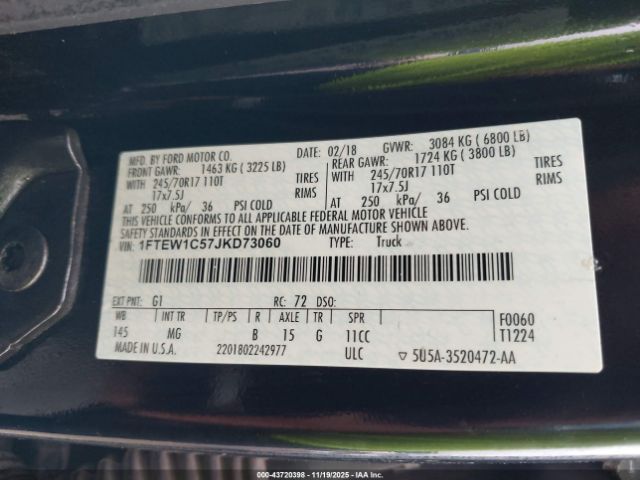 MFD. BY FORD MOTOR CO. DATE: 02/18 GVWR: 3084 KG ( 6800 LB)
FRONT GAWR: 1463 KG ( 3225 LB) REAR GAWR: 1724 KG ( 3800 LB)
WITH 245/70R17 110T TIRES WITH 245/70R17 110T TIRES
17x7.5J RIMS 17x7.5J RIMS
AT 250 kPa/ 36 PSI COLD AT 250 kPa/ 36 PSI COLD
THIS VEHICLE CONFORMS TO ALL APPLICABLE FEDERAL MOTOR VEHICLE
SAFETY STANDARDS IN EFFECT ON THE DATE OF MANUFACTURE SHOWN ABOVE.
VIN: 1FTEW1C57JKD73060 TYPE: Truck
EXT PNT: G1 RC: 72 DSO:
WB INT TR TP/PS R AXLE TR SPR F0060
145 MG B 15 G 11CC T1224
MADE IN U.S.A. 2201802242977 ULC ▽ 5U5A-3520472-AA
©(IAA) 00-43720398 - 11/19/2025 - IAA Inc.